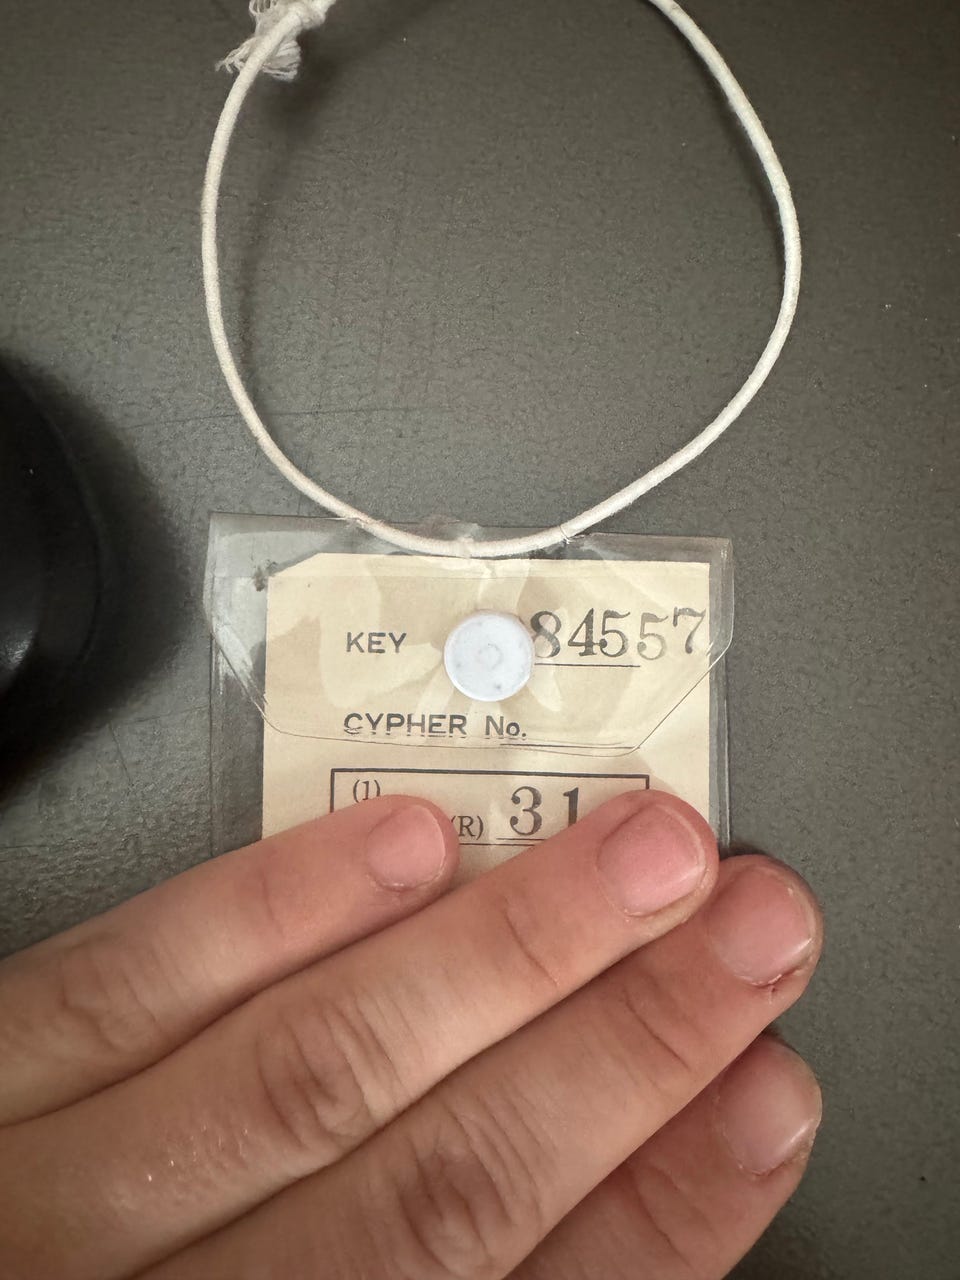 KEY 84557
CYPHER No.
(1)
(R) 31